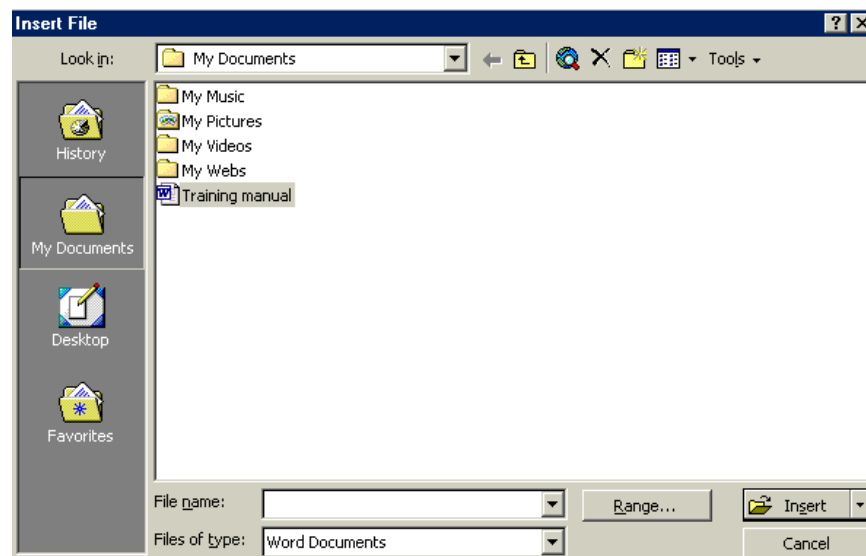 Insert File
Look in: My Documents Tools
History
My Documents
Desktop
Favorites
My Music
My Pictures
My Videos
My Webs
Training manual
File name: Range... Insert
Files of type: Word Documents Cancel